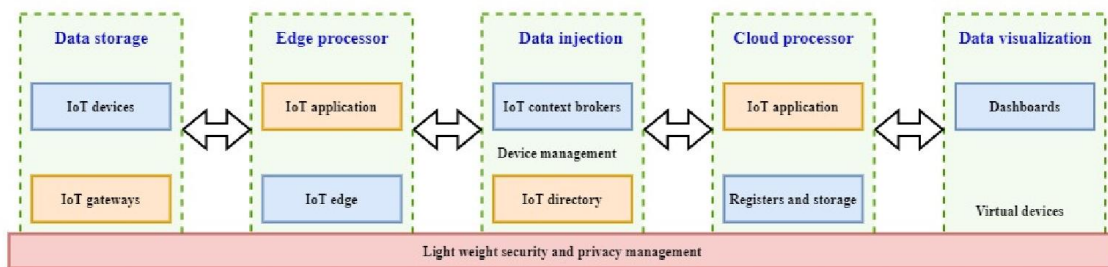 Data storage
Edge processor
Data injection
Cloud processor
Data visualization
IoT devices
IoT application
IoT context brokers
IoT application
Dashboards
Device management
IoT gateways
IoT edge
IoT directory
Registers and storage
Virtual devices
Light weight security and privacy management